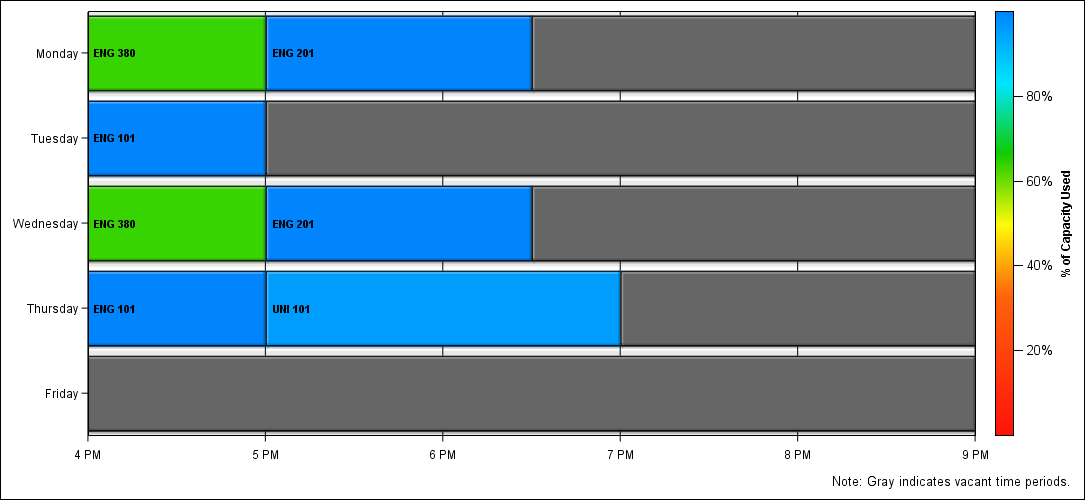 Monday
ENG 380 ENG 201
Tuesday
ENG 101
Wednesday
ENG 380 ENG 201
Thursday
ENG 101 UNI 101
Friday
4 PM 5 PM 6 PM 7 PM 8 PM 9 PM
80%
60%
40%
20%
% of Capacity Used
Note: Gray indicates vacant time periods.